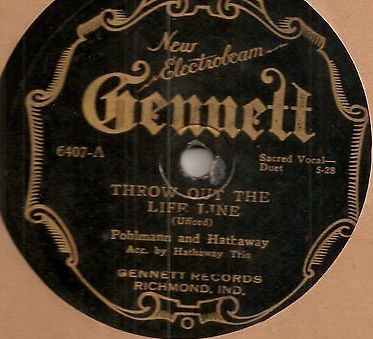 New
Electrobeam
Gennett
6407-A
Sacred Vocal—
Duet 5-28
THROW OUT THE
LIFE LINE
(Ufford)
Pohlmann and Hathaway
Acc. by Hathaway Trio
GENNETT RECORDS
RICHMOND, IND.